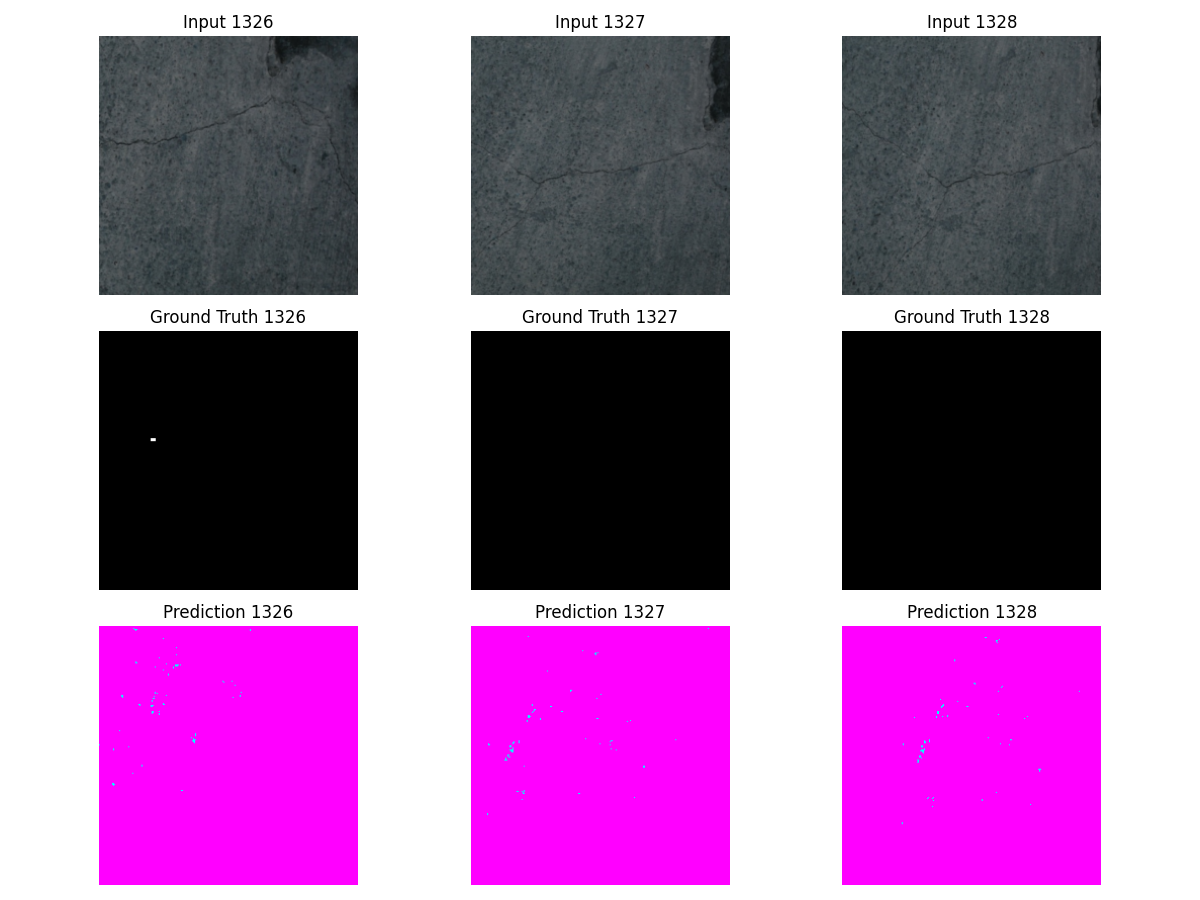 Input 1326
Input 1327
Input 1328
Ground Truth 1326
Ground Truth 1327
Ground Truth 1328
Prediction 1326
Prediction 1327
Prediction 1328